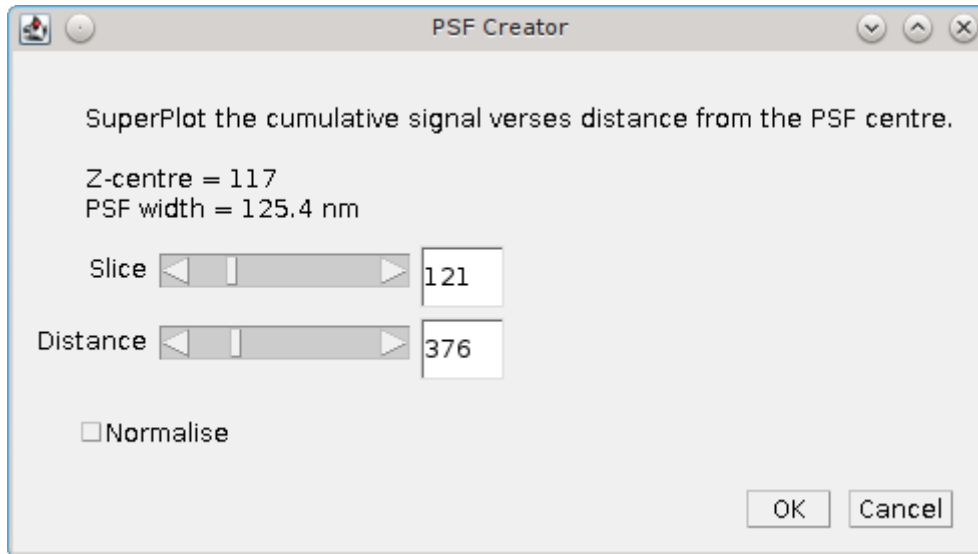 PSF Creator
SuperPlot the cumulative signal verses distance from the PSF centre.
Z-centre = 117
PSF width = 125.4 nm
Slice 121
Distance 376
Normalise
OK Cancel